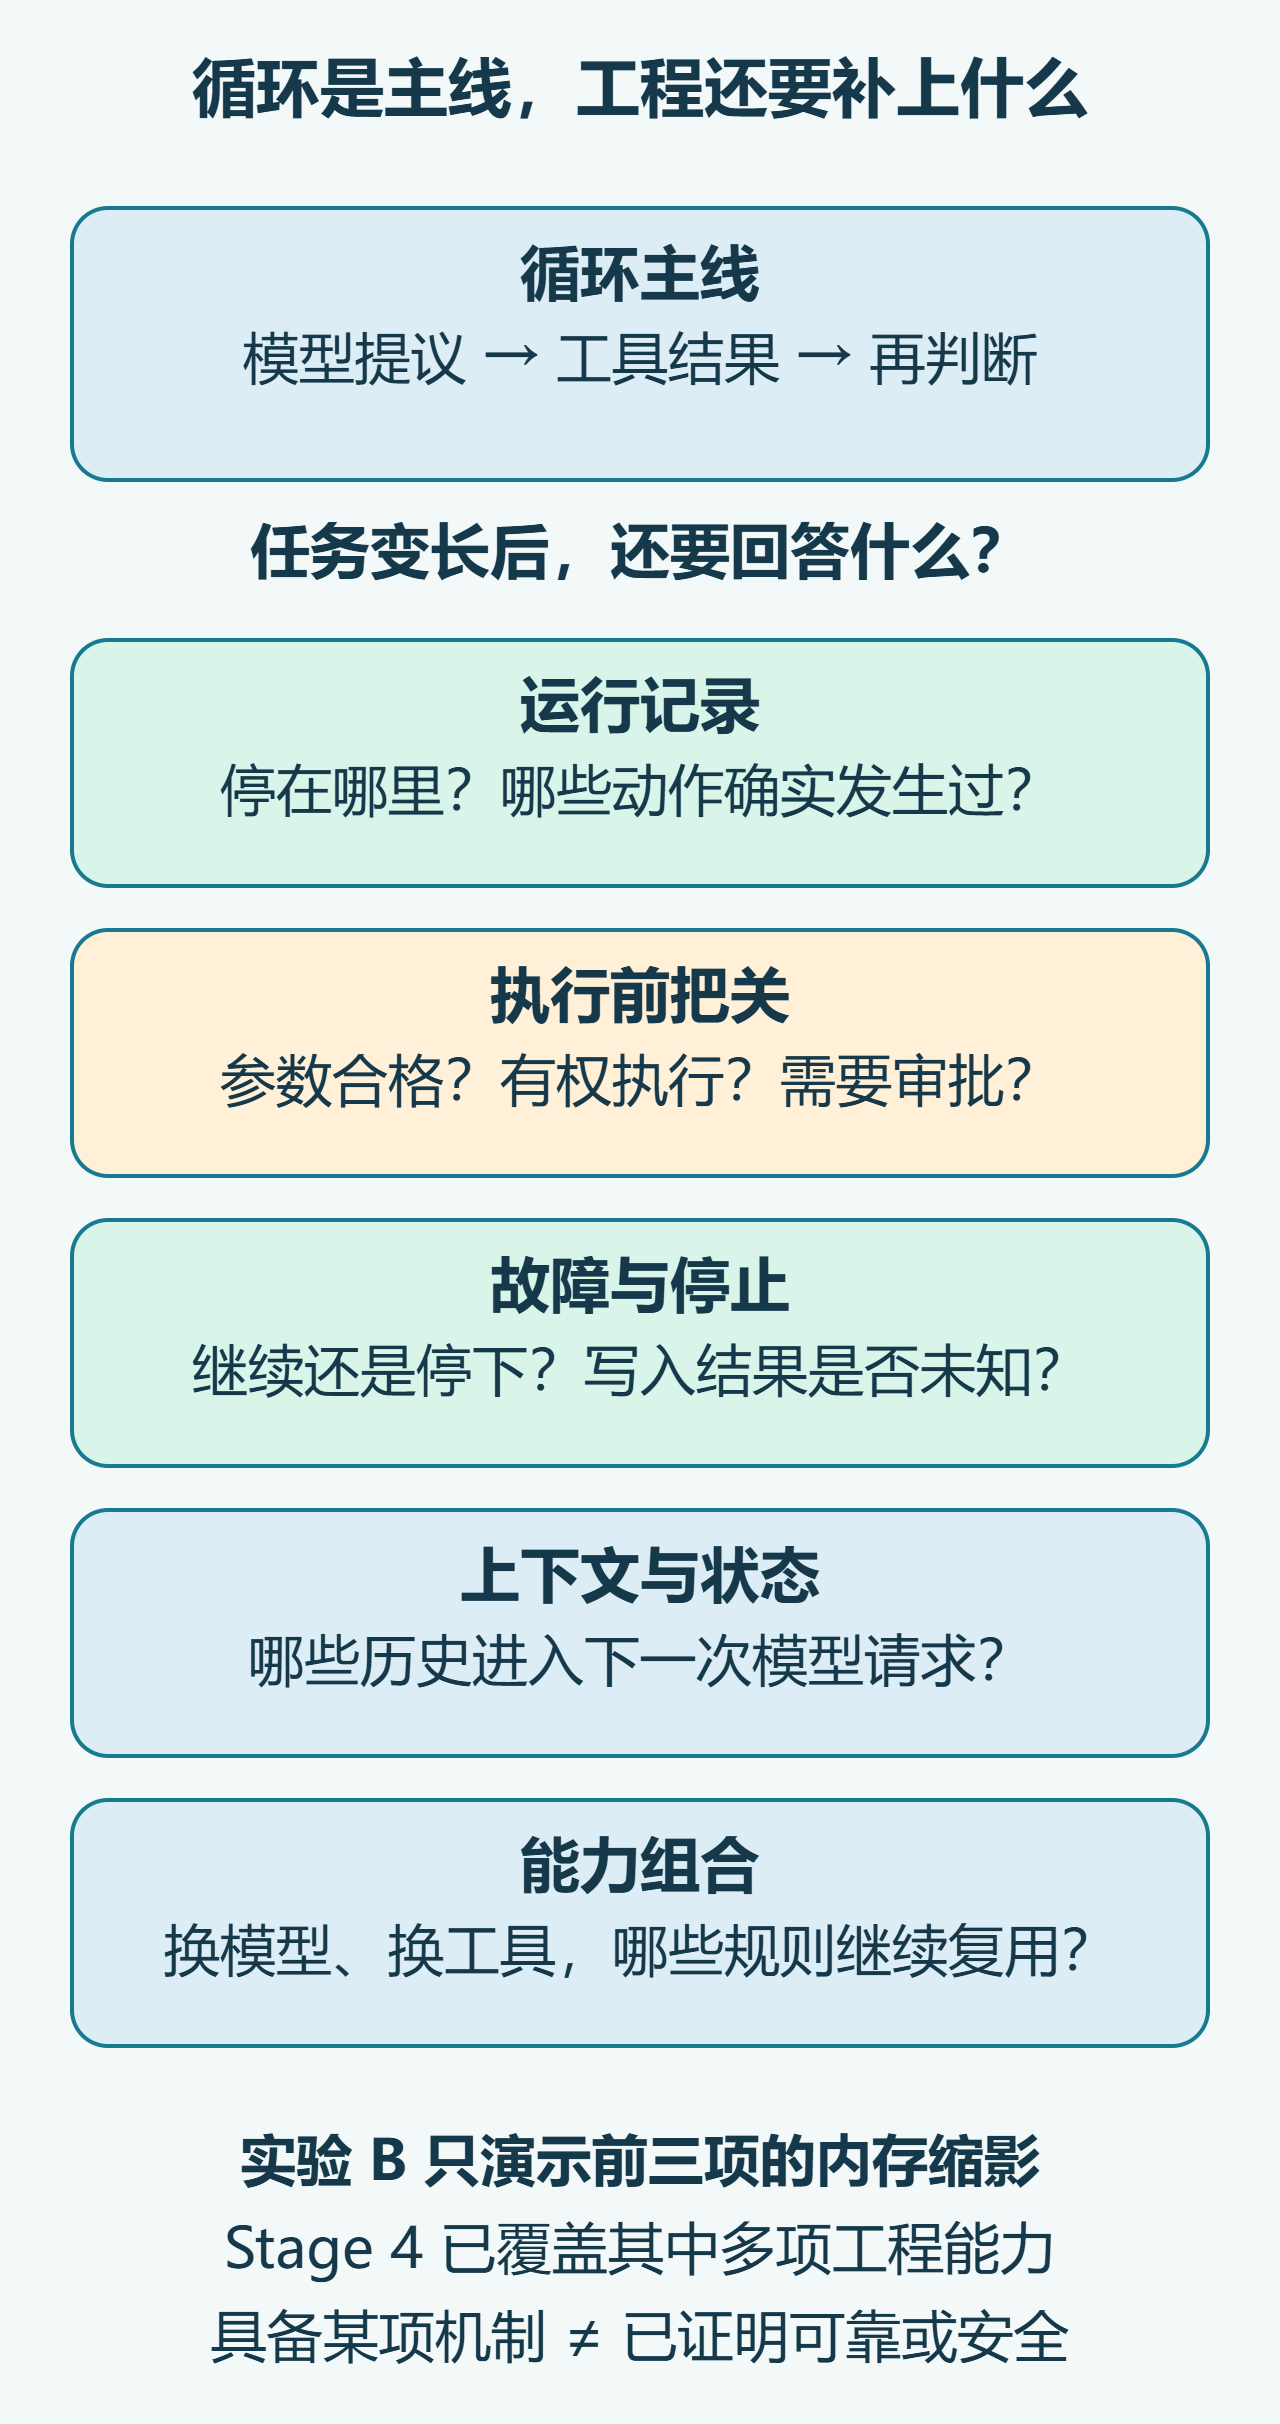 循环是主线，工程还要补上什么
循环主线
模型提议 → 工具结果 → 再判断
任务变长后，还要回答什么？
运行记录
停在哪里？哪些动作确实发生过？
执行前把关
参数合格？有权执行？需要审批？
故障与停止
继续还是停下？写入结果是否未知？
上下文与状态
哪些历史进入下一次模型请求？
能力组合
换模型、换工具，哪些规则继续复用？
实验 B 只演示前三项的内存缩影
Stage 4 已覆盖其中多项工程能力
具备某项机制 ≠ 已证明可靠或安全